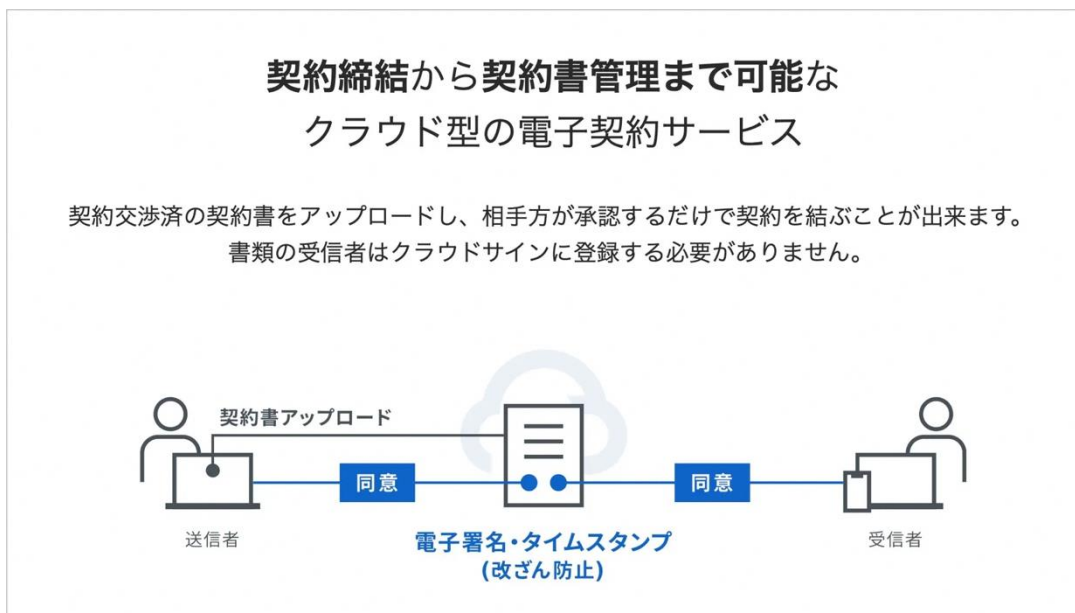 契約締結から契約書管理まで可能な
クラウド型の電子契約サービス
契約交渉済の契約書をアップロードし、相手方が承認するだけで契約を結ぶことが出来ます。
書類の受信者はクラウドサインに登録する必要がありません。
契約書アップロード
同意
同意
送信者
電子署名・タイムスタンプ
(改ざん防止)
受信者